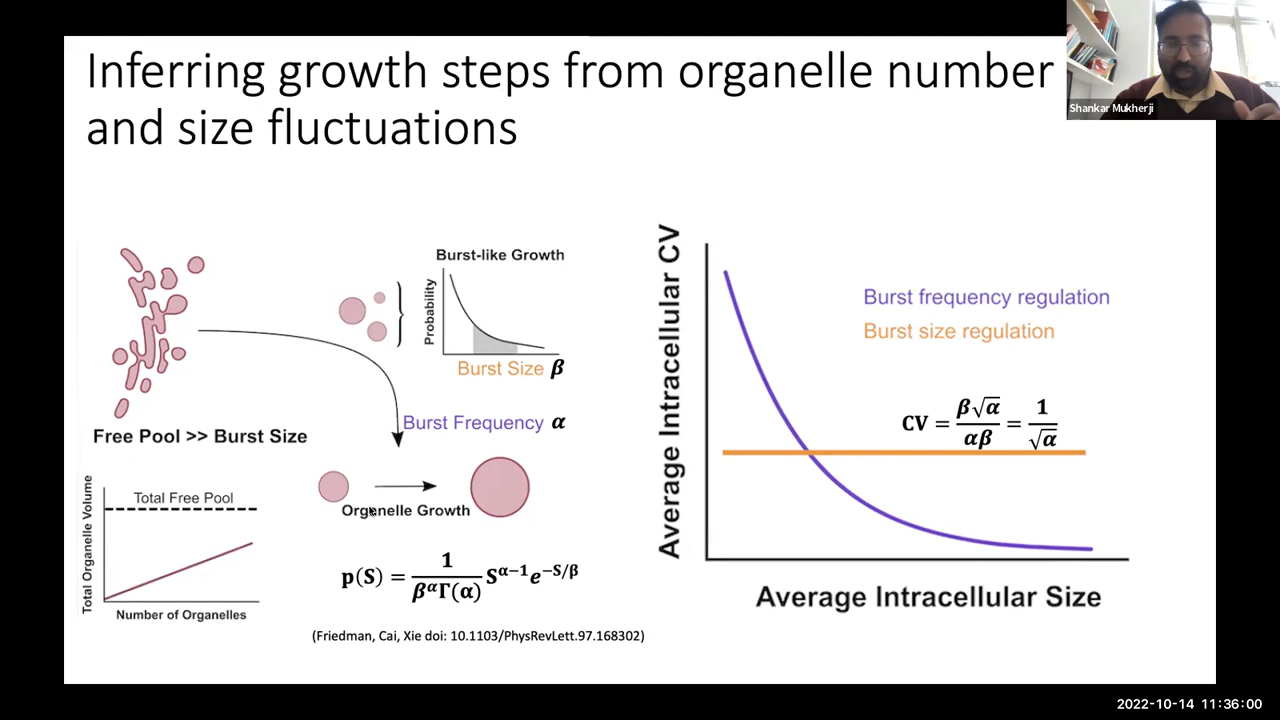 Inferring growth steps from organelle number
and size fluctuations
Shankar Mukherji
Burst-like Growth
Probability
Burst Size β
Burst Frequency α
Free Pool >> Burst Size
Total Organelle Volume
Total Free Pool
Number of Organelles
Organelle Growth
p(S) = 1 / β^α Γ(α) S^α−1 e^−S/β
(Friedman, Cai, Xie doi: 10.1103/PhysRevLett.97.168302)
Average Intracellular CV
Burst frequency regulation
Burst size regulation
CV = β√α / αβ = 1 / √α
Average Intracellular Size
2022-10-14 11:36:00